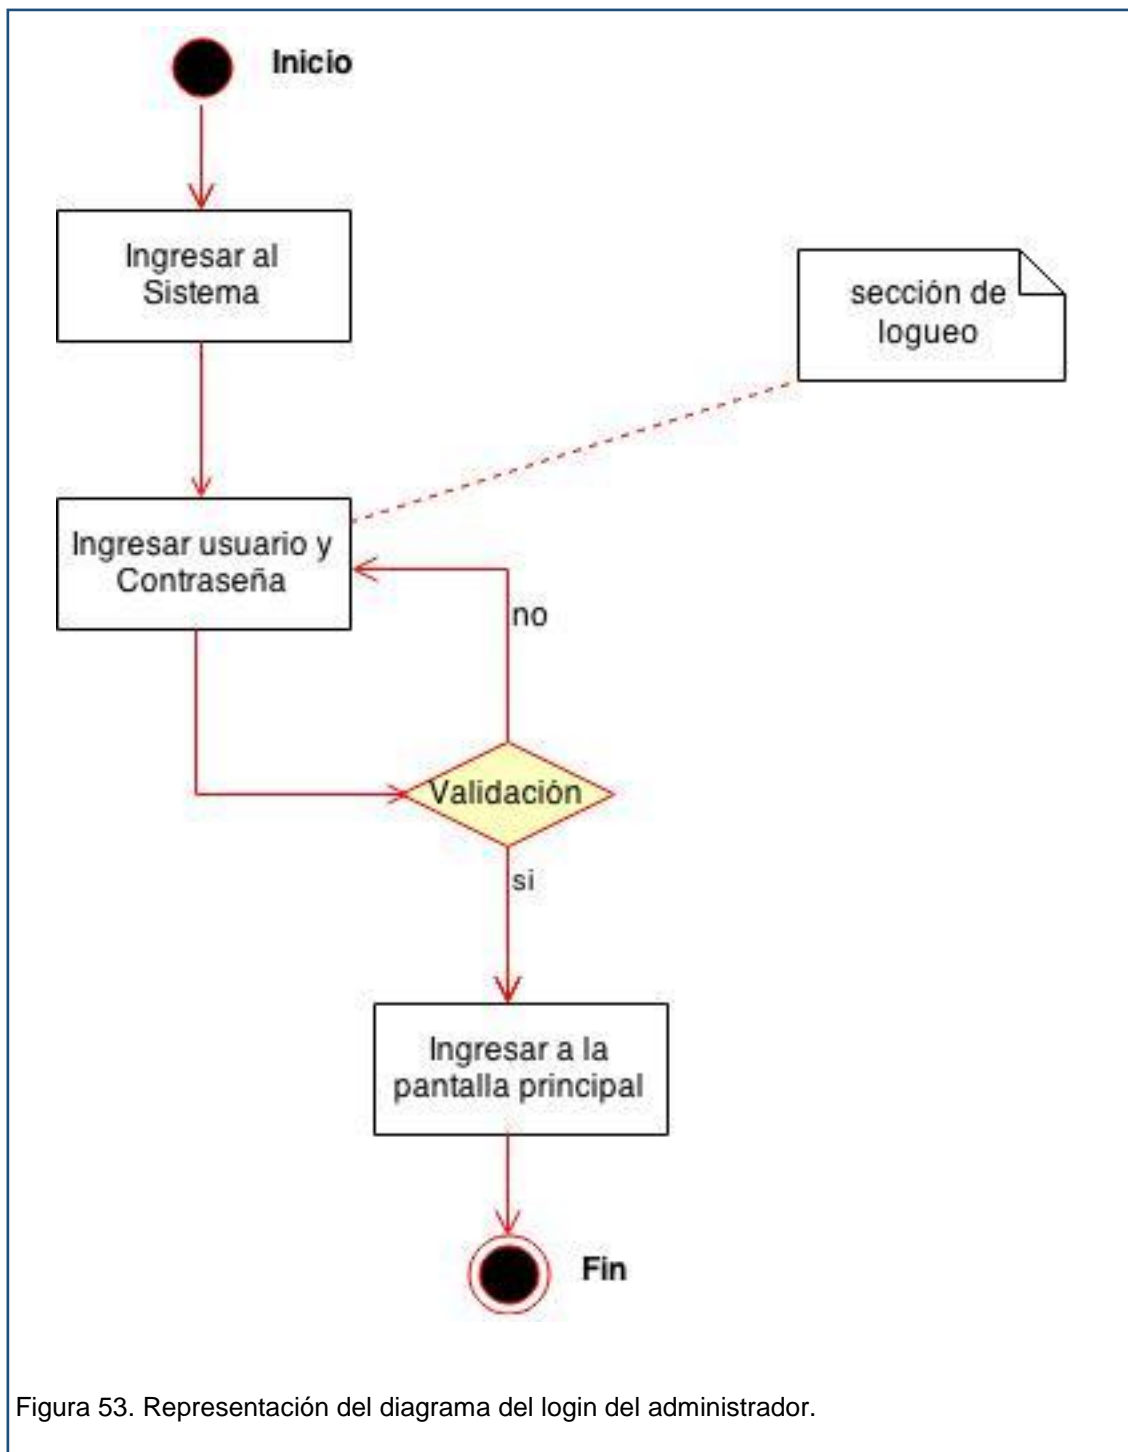 Inicio
Ingresar al
Sistema
sección de
logueo
Ingresar usuario y
Contraseña
no
Validación
si
Ingresar a la
pantalla principal
Fin
Figura 53. Representación del diagrama del login del administrador.